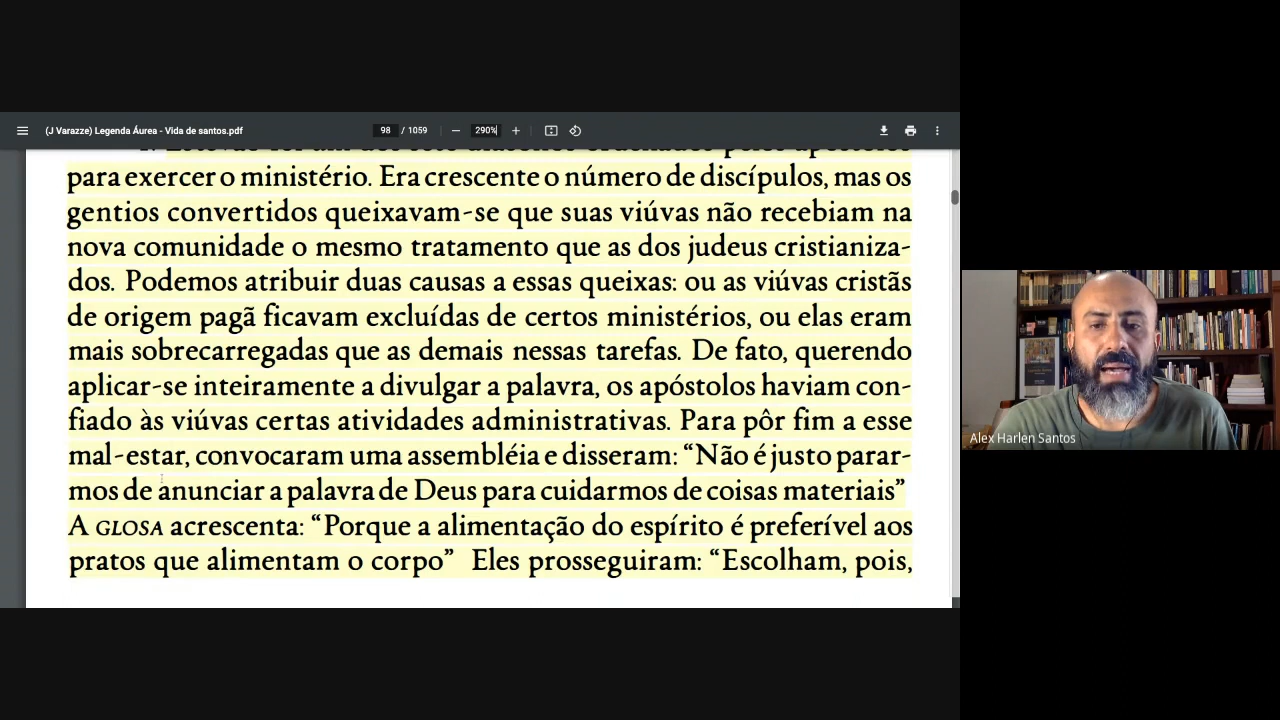 (J Varazze) Legenda Áurea - Vida de santos.pdf
98 / 1059
290%
para exercer o ministério. Era crescente o número de discípulos, mas os
gentios convertidos queixavam-se que suas viúvas não recebiam na
nova comunidade o mesmo tratamento que as dos judeus cristianiza-
dos. Podemos atribuir duas causas a essas queixas: ou as viúvas cristãs
de origem pagã ficavam excluídas de certos ministérios, ou elas eram
mais sobrecarregadas que as demais nessas tarefas. De fato, querendo
aplicar-se inteiramente a divulgar a palavra, os apóstolos haviam con-
fiado às viúvas certas atividades administrativas. Para pôr fim a esse
mal-estar, convocaram uma assembléia e disseram: “Não é justo parar-
mos de anunciar a palavra de Deus para cuidarmos de coisas materiais”
A GLOSA acrescenta: “Porque a alimentação do espírito é preferível aos
pratos que alimentam o corpo” Eles prosseguiram: “Escolham, pois,
Alex Harlen Santos